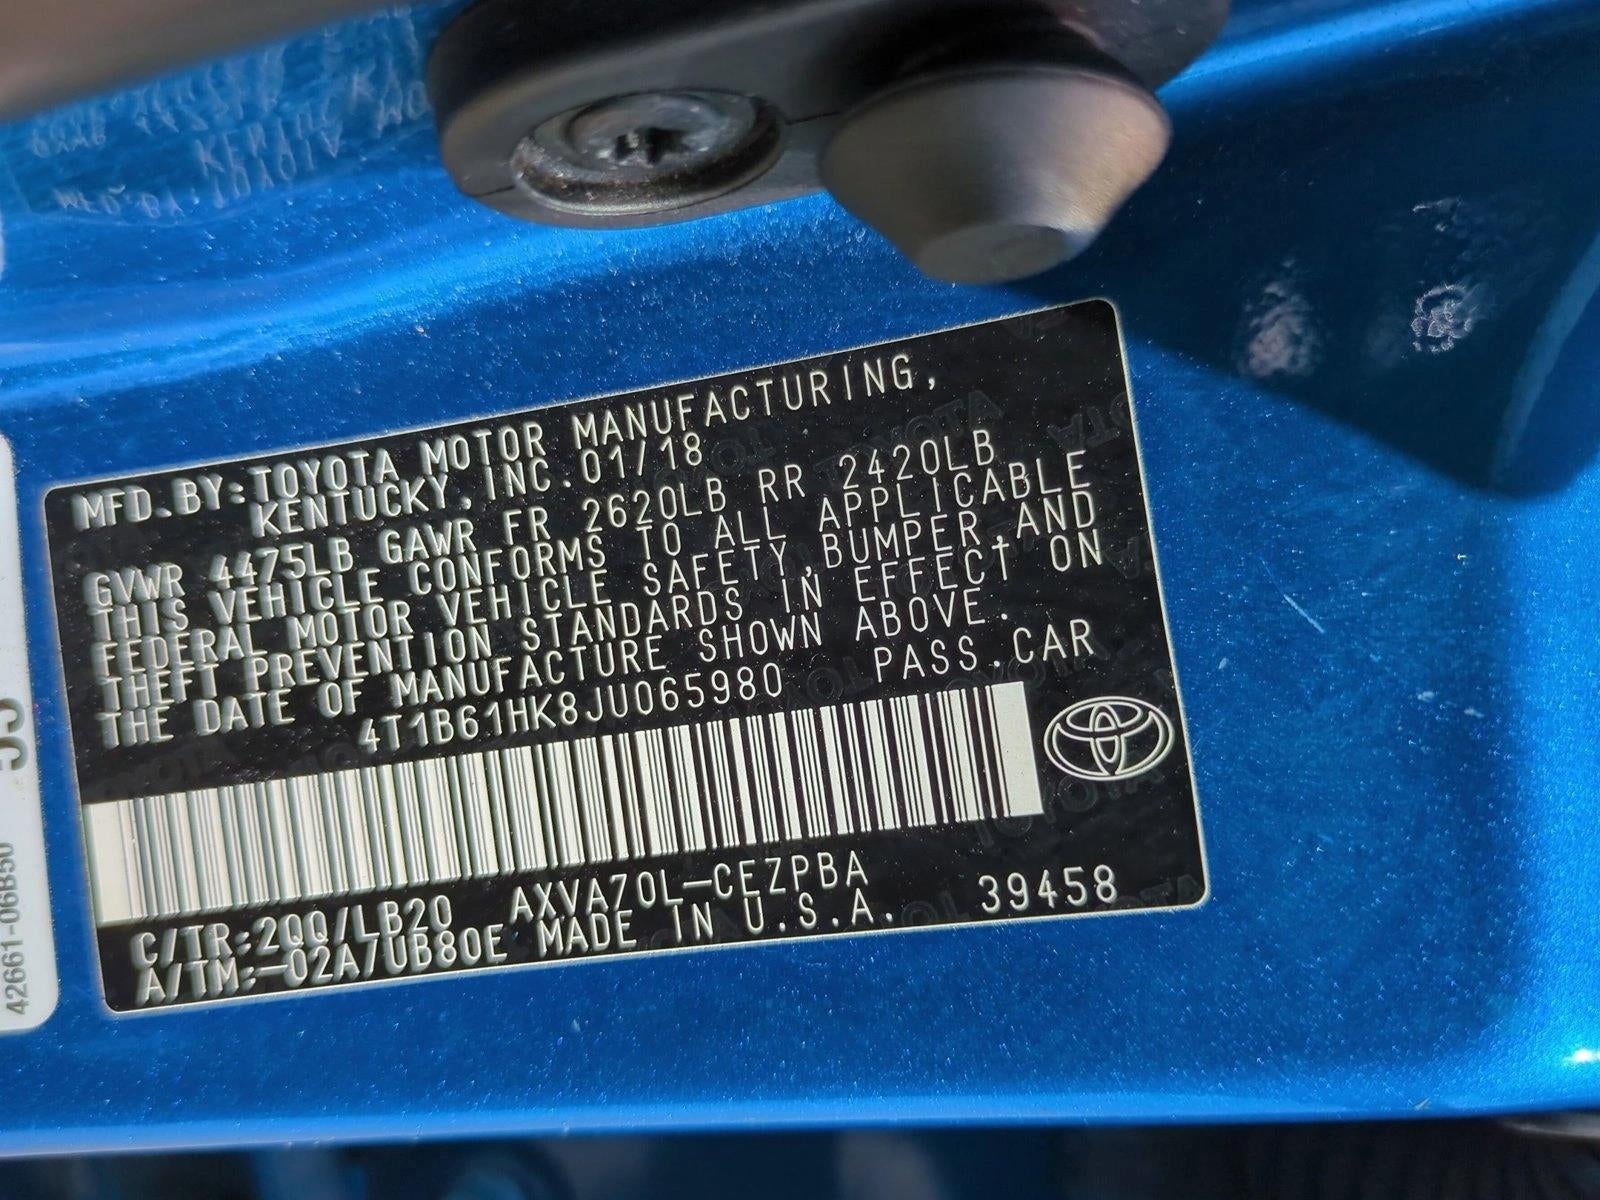 MFD.BY:TOYOTA MOTOR MANUFACTURING,
KENTUCKY,INC.01/18
GVWR 4475LB GAWR FR 2620LB RR 2420LB
THIS VEHICLE CONFORMS TO ALL APPLICABLE
FEDERAL MOTOR VEHICLE SAFETY,BUMPER,AND
THEFT PREVENTION STANDARDS IN EFFECT ON
THE DATE OF MANUFACTURE SHOWN ABOVE.
4T1B61HK8JU065980 PASS.CAR
C/TR:2QQ/LB20 AXVA70L-CEZPBA
A/TM:-02A/UB80E MADE IN U.S.A. 39458
42661-06B50